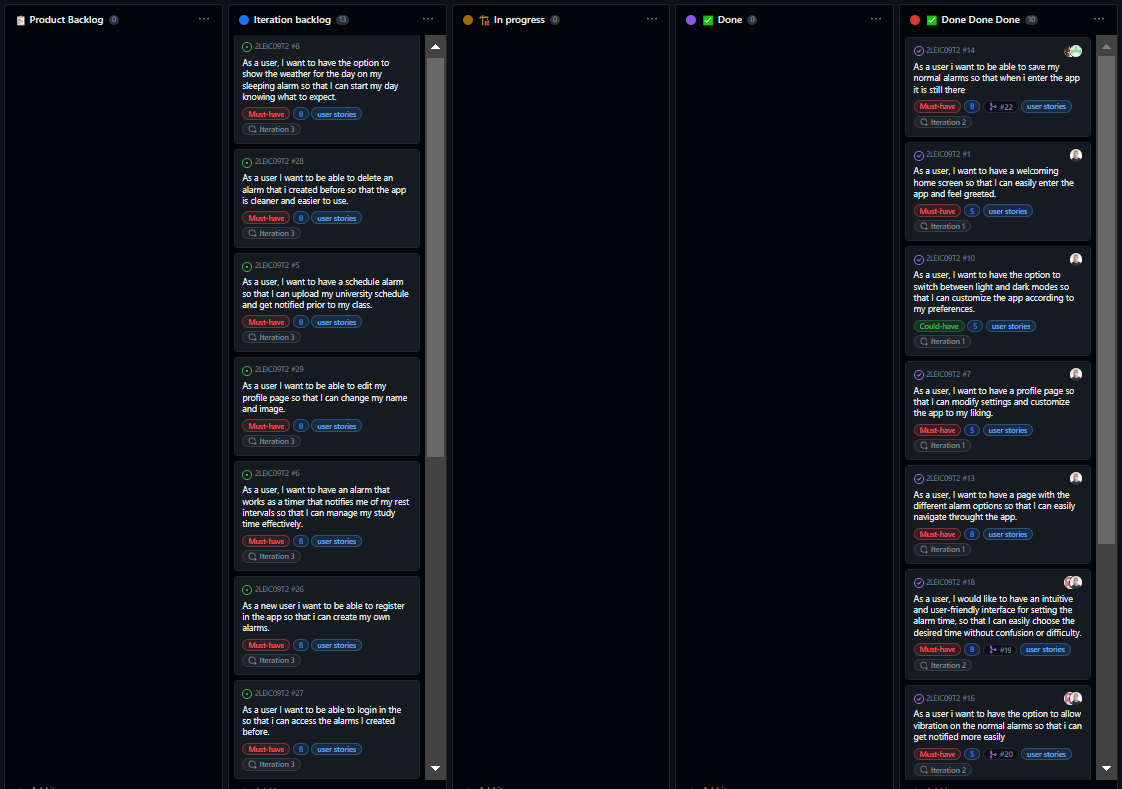 Product Backlog 0
Iteration backlog 13
In progress 0
Done 0
Done Done Done 10
2LEIC09T2 #8
As a user, I want to have the option to
show the weather for the day on my
sleeping alarm so that I can start my day
knowing what to expect.
Must-have 8 user stories
Iteration 3
2LEIC09T2 #28
As a user I want to be able to delete an
alarm that i created before so that the app
is cleaner and easier to use.
Must-have 8 user stories
Iteration 3
2LEIC09T2 #5
As a user, I want to have a schedule alarm
so that I can upload my university schedule
and get notified prior to my class.
Must-have 8 user stories
Iteration 3
2LEIC09T2 #29
As a user I want to be able to edit my
profile page so that I can change my name
and image.
Must-have 8 user stories
Iteration 3
2LEIC09T2 #6
As a user, I want to have an alarm that
works as a timer that notifies me of my rest
intervals so that I can manage my study
time effectively.
Must-have 8 user stories
Iteration 3
2LEIC09T2 #26
As a new user i want to be able to register
in the app so that i can create my own
alarms.
Must-have 8 user stories
Iteration 3
2LEIC09T2 #27
As a user I want to be able to login in the
so that i can access the alarms I created
before.
Must-have 8 user stories
Iteration 3
2LEIC09T2 #14
As a user i want to be able to save my
normal alarms so that when i enter the app
it is still there
Must-have 8 #22 user stories
Iteration 2
2LEIC09T2 #1
As a user, I want to have a welcoming
home screen so that I can easily enter the
app and feel greeted.
Must-have 5 user stories
Iteration 1
2LEIC09T2 #10
As a user, I want to have the option to
switch between light and dark modes so
that I can customize the app according to
my preferences.
Could-have 5 user stories
Iteration 1
2LEIC09T2 #7
As a user, I want to have a profile page so
that I can modify settings and customize
the app to my liking.
Must-have 5 user stories
Iteration 1
2LEIC09T2 #13
As a user, I want to have a page with the
different alarm options so that I can easily
navigate throught the app.
Must-have 8 user stories
Iteration 1
2LEIC09T2 #18
As a user, I would like to have an intuitive
and user-friendly interface for setting the
alarm time, so that I can easily choose the
desired time without confusion or difficulty.
Must-have 8 #19 user stories
Iteration 2
2LEIC09T2 #16
As a user i want to have the option to allow
vibration on the normal alarms so that i can
get notified more easily
Must-have 5 #20 user stories
Iteration 2